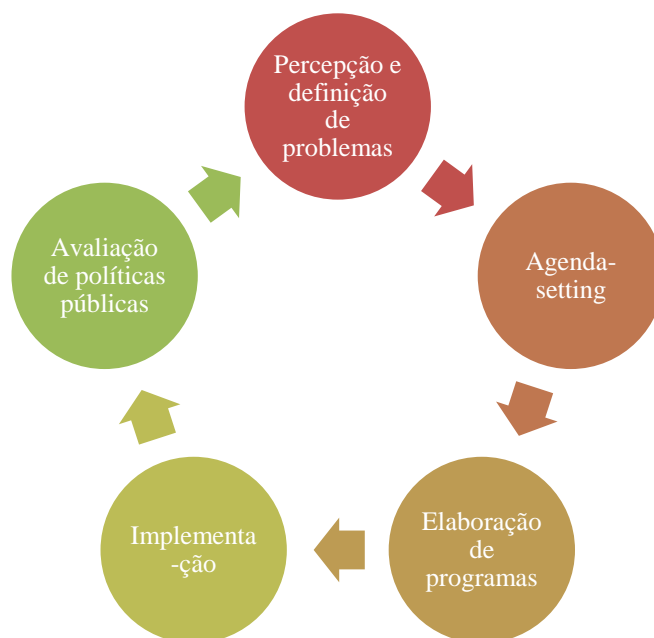 Percepção e
definição
de
problemas
Agenda-
setting
Elaboração
de
programas
Implementa
-ção
Avaliação
de políticas
públicas